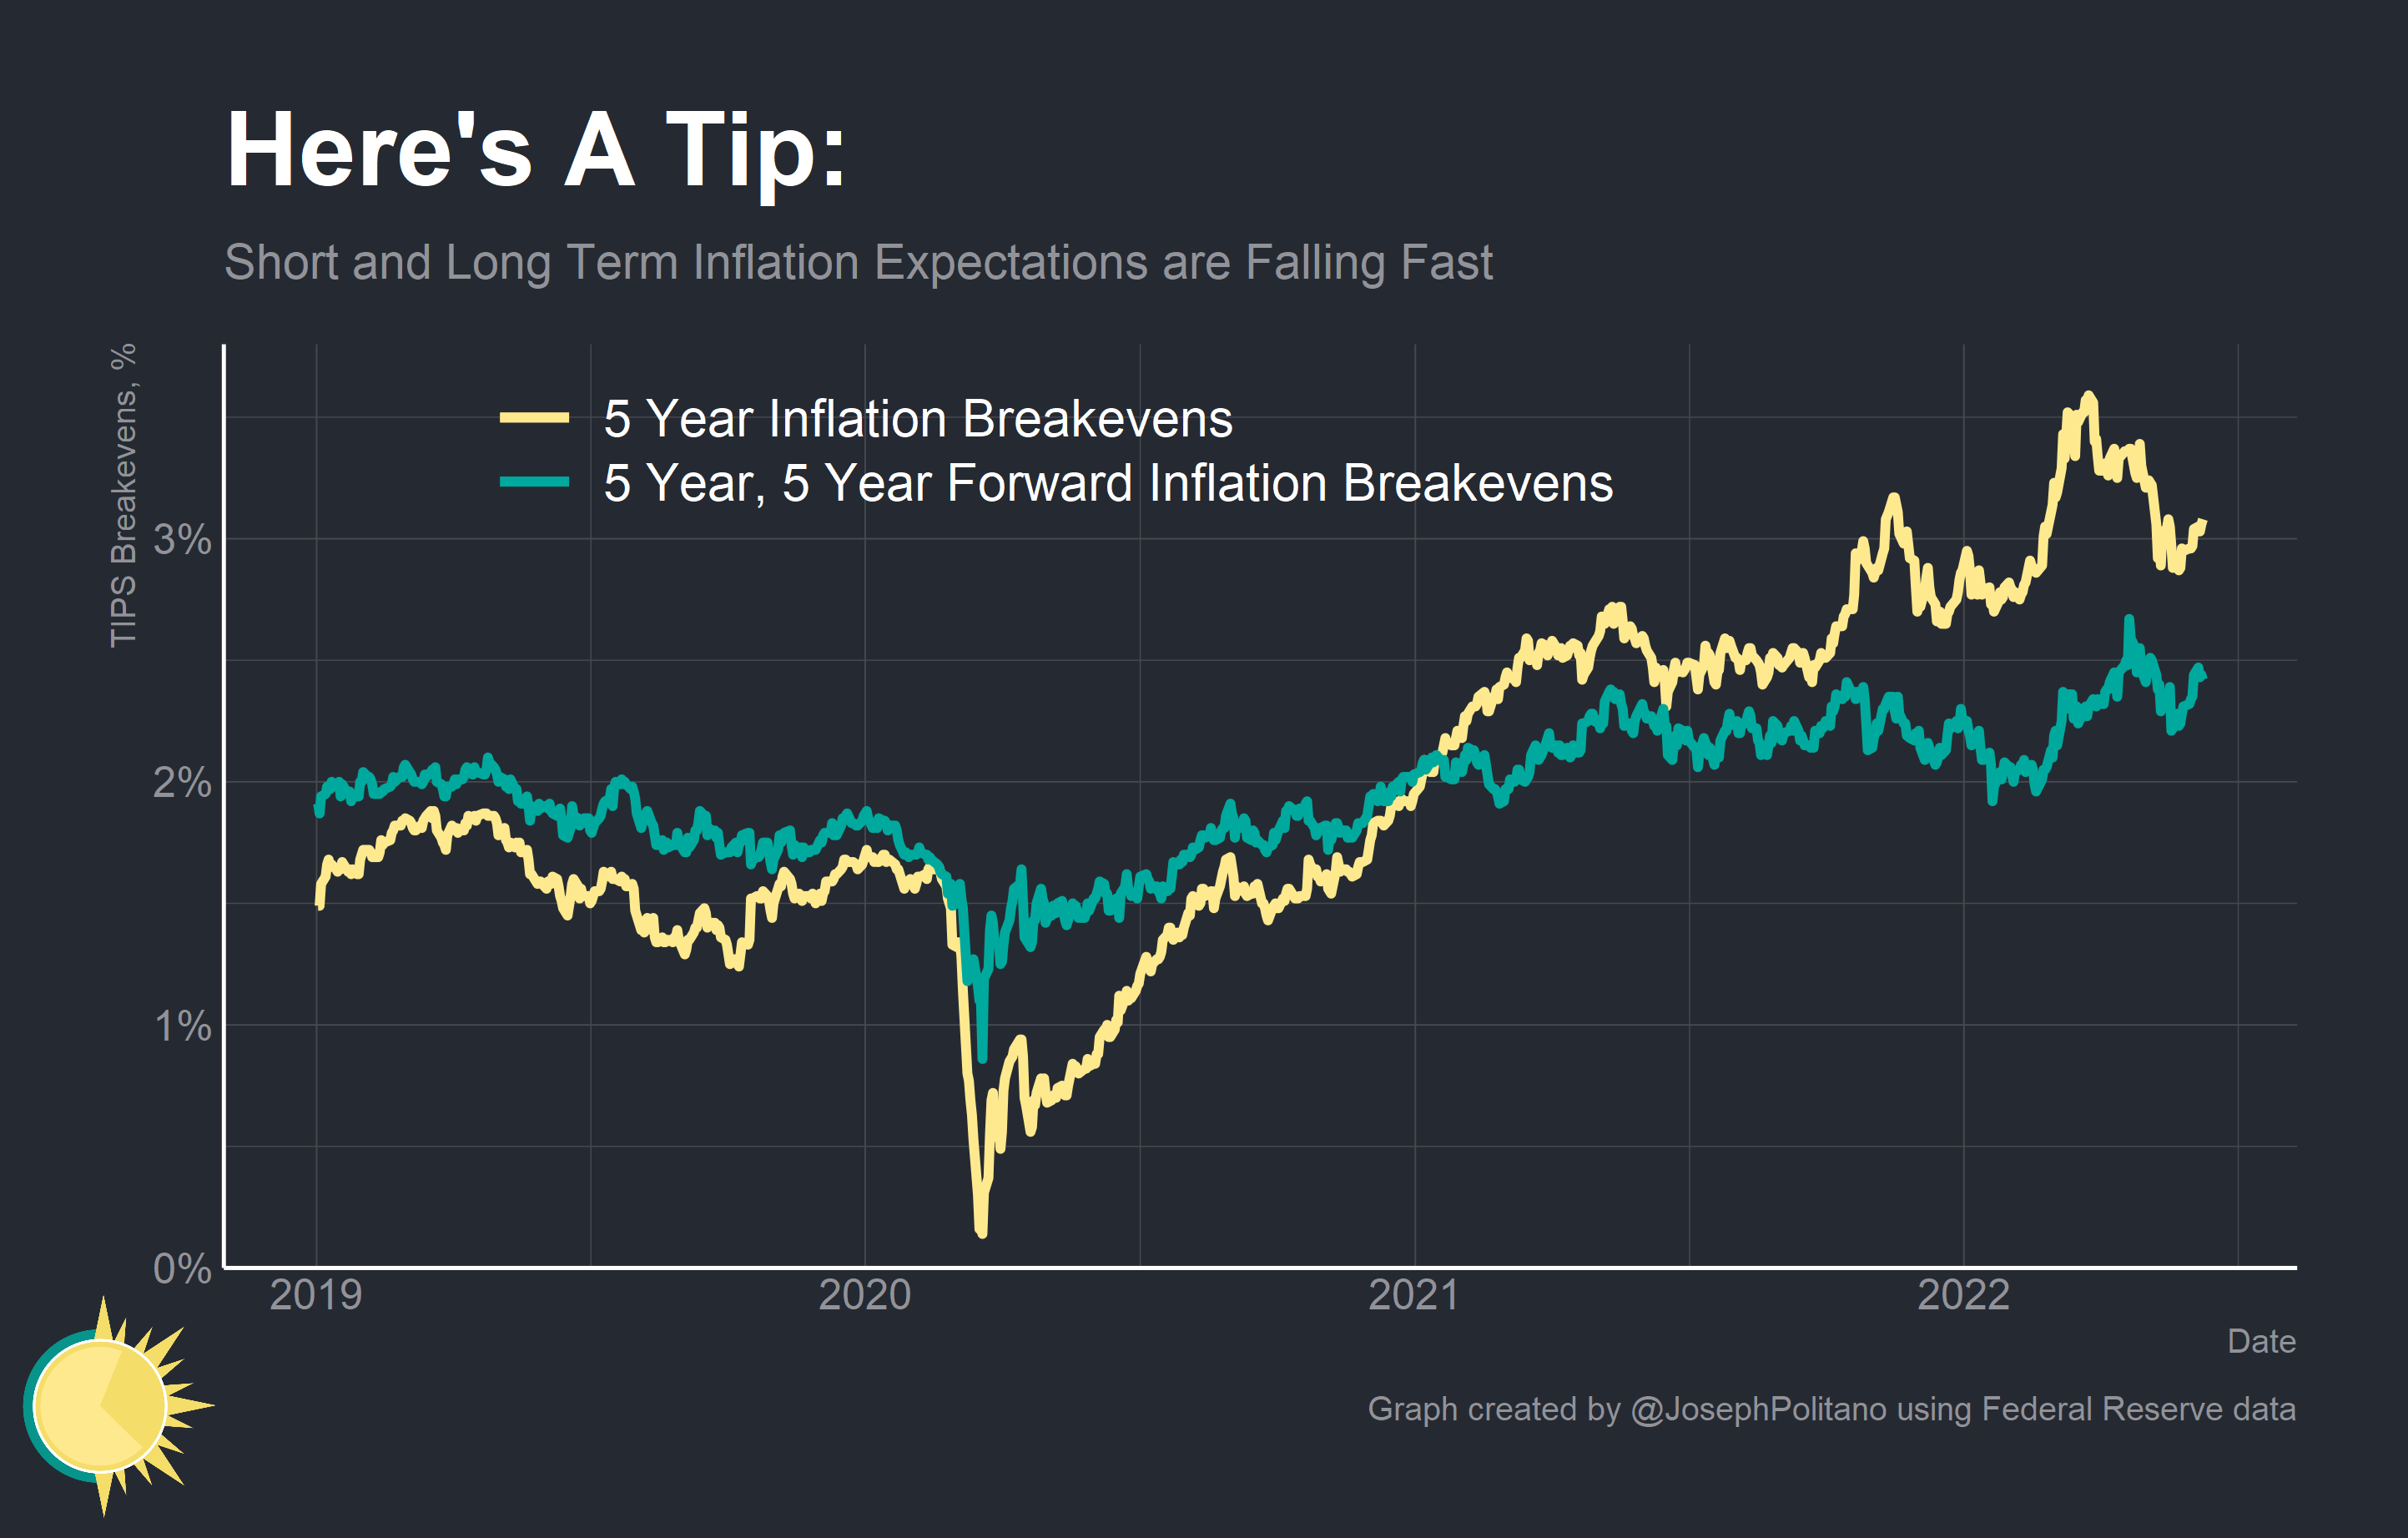 Here's A Tip:
Short and Long Term Inflation Expectations are Falling Fast
TIPS Breakevens, %
5 Year Inflation Breakevens
5 Year, 5 Year Forward Inflation Breakevens
3%
2%
1%
0%
2019 2020 2021 2022
Date
Graph created by @JosephPolitano using Federal Reserve data